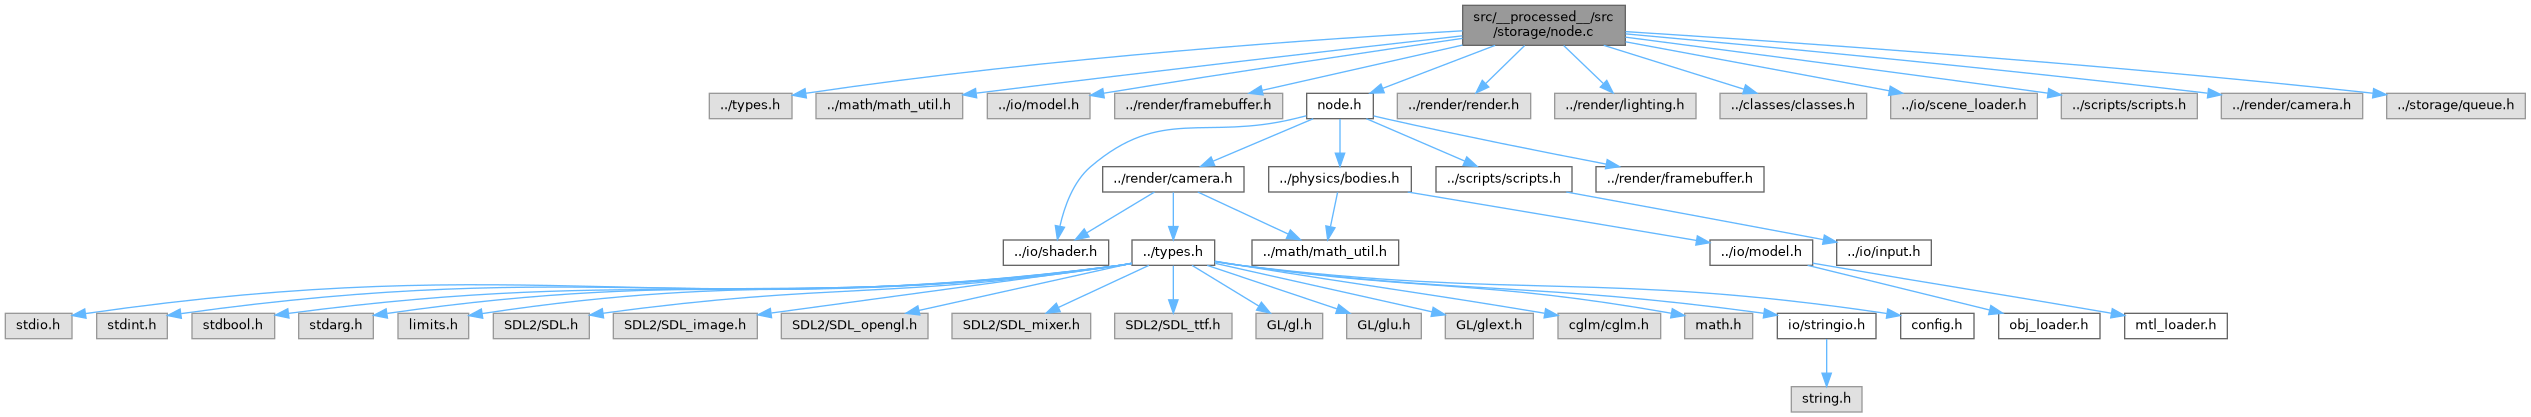 src/__processed__/src
/storage/node.c
../types.h
../math/math_util.h
../io/model.h
../render/framebuffer.h
node.h
../render/render.h
../render/lighting.h
../classes/classes.h
../io/scene_loader.h
../scripts/scripts.h
../render/camera.h
../storage/queue.h
../render/camera.h
../physics/bodies.h
../scripts/scripts.h
../render/framebuffer.h
../io/shader.h
../types.h
../math/math_util.h
../io/model.h
../io/input.h
stdio.h
stdint.h
stdbool.h
stdarg.h
limits.h
SDL2/SDL.h
SDL2/SDL_image.h
SDL2/SDL_opengl.h
SDL2/SDL_mixer.h
SDL2/SDL_ttf.h
GL/gl.h
GL/glu.h
GL/glext.h
cglm/cglm.h
math.h
io/stringio.h
config.h
obj_loader.h
mtl_loader.h
string.h